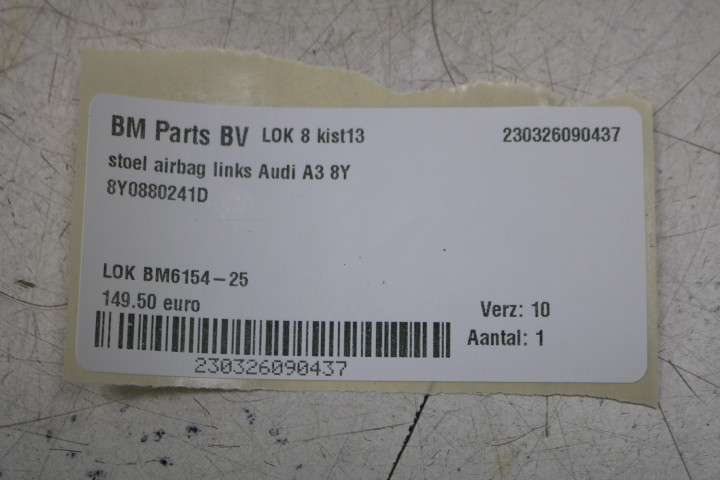 BM Parts BV LOK 8 kist13 230326090437
stoel airbag links Audi A3 8Y
8Y0880241D
LOK BM6154-25
149.50 euro
Verz: 10
Aantal: 1
230326090437